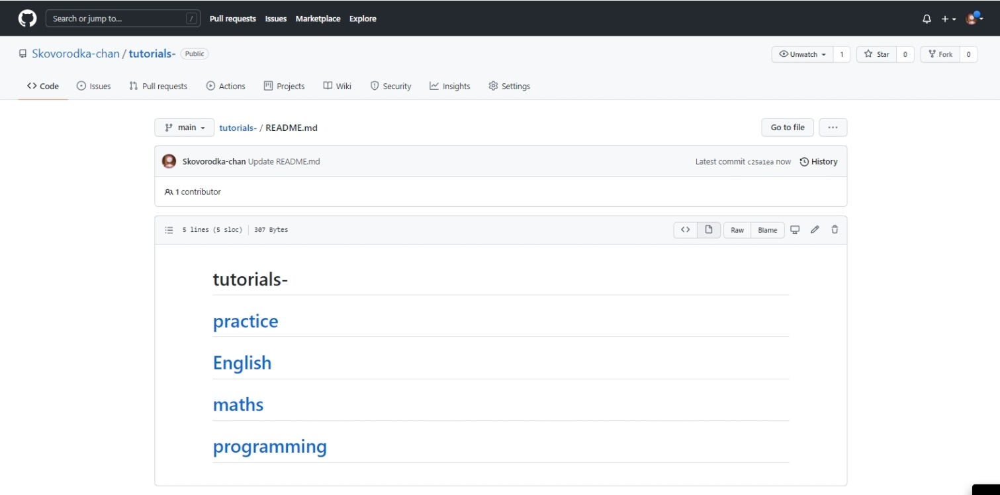 Search or jump to... / Pull requests Issues Marketplace Explore
Skovorodka-chan / tutorials- Public Unwatch 1 Star 0 Fork 0
Code Issues Pull requests Actions Projects Wiki Security Insights Settings
main tutorials- / README.md Go to file ...
Skovorodka-chan Update README.md Latest commit c25a1ea now History
1 contributor
5 lines (5 sloc) 307 Bytes <> Raw Blame
tutorials-
practice
English
maths
programming